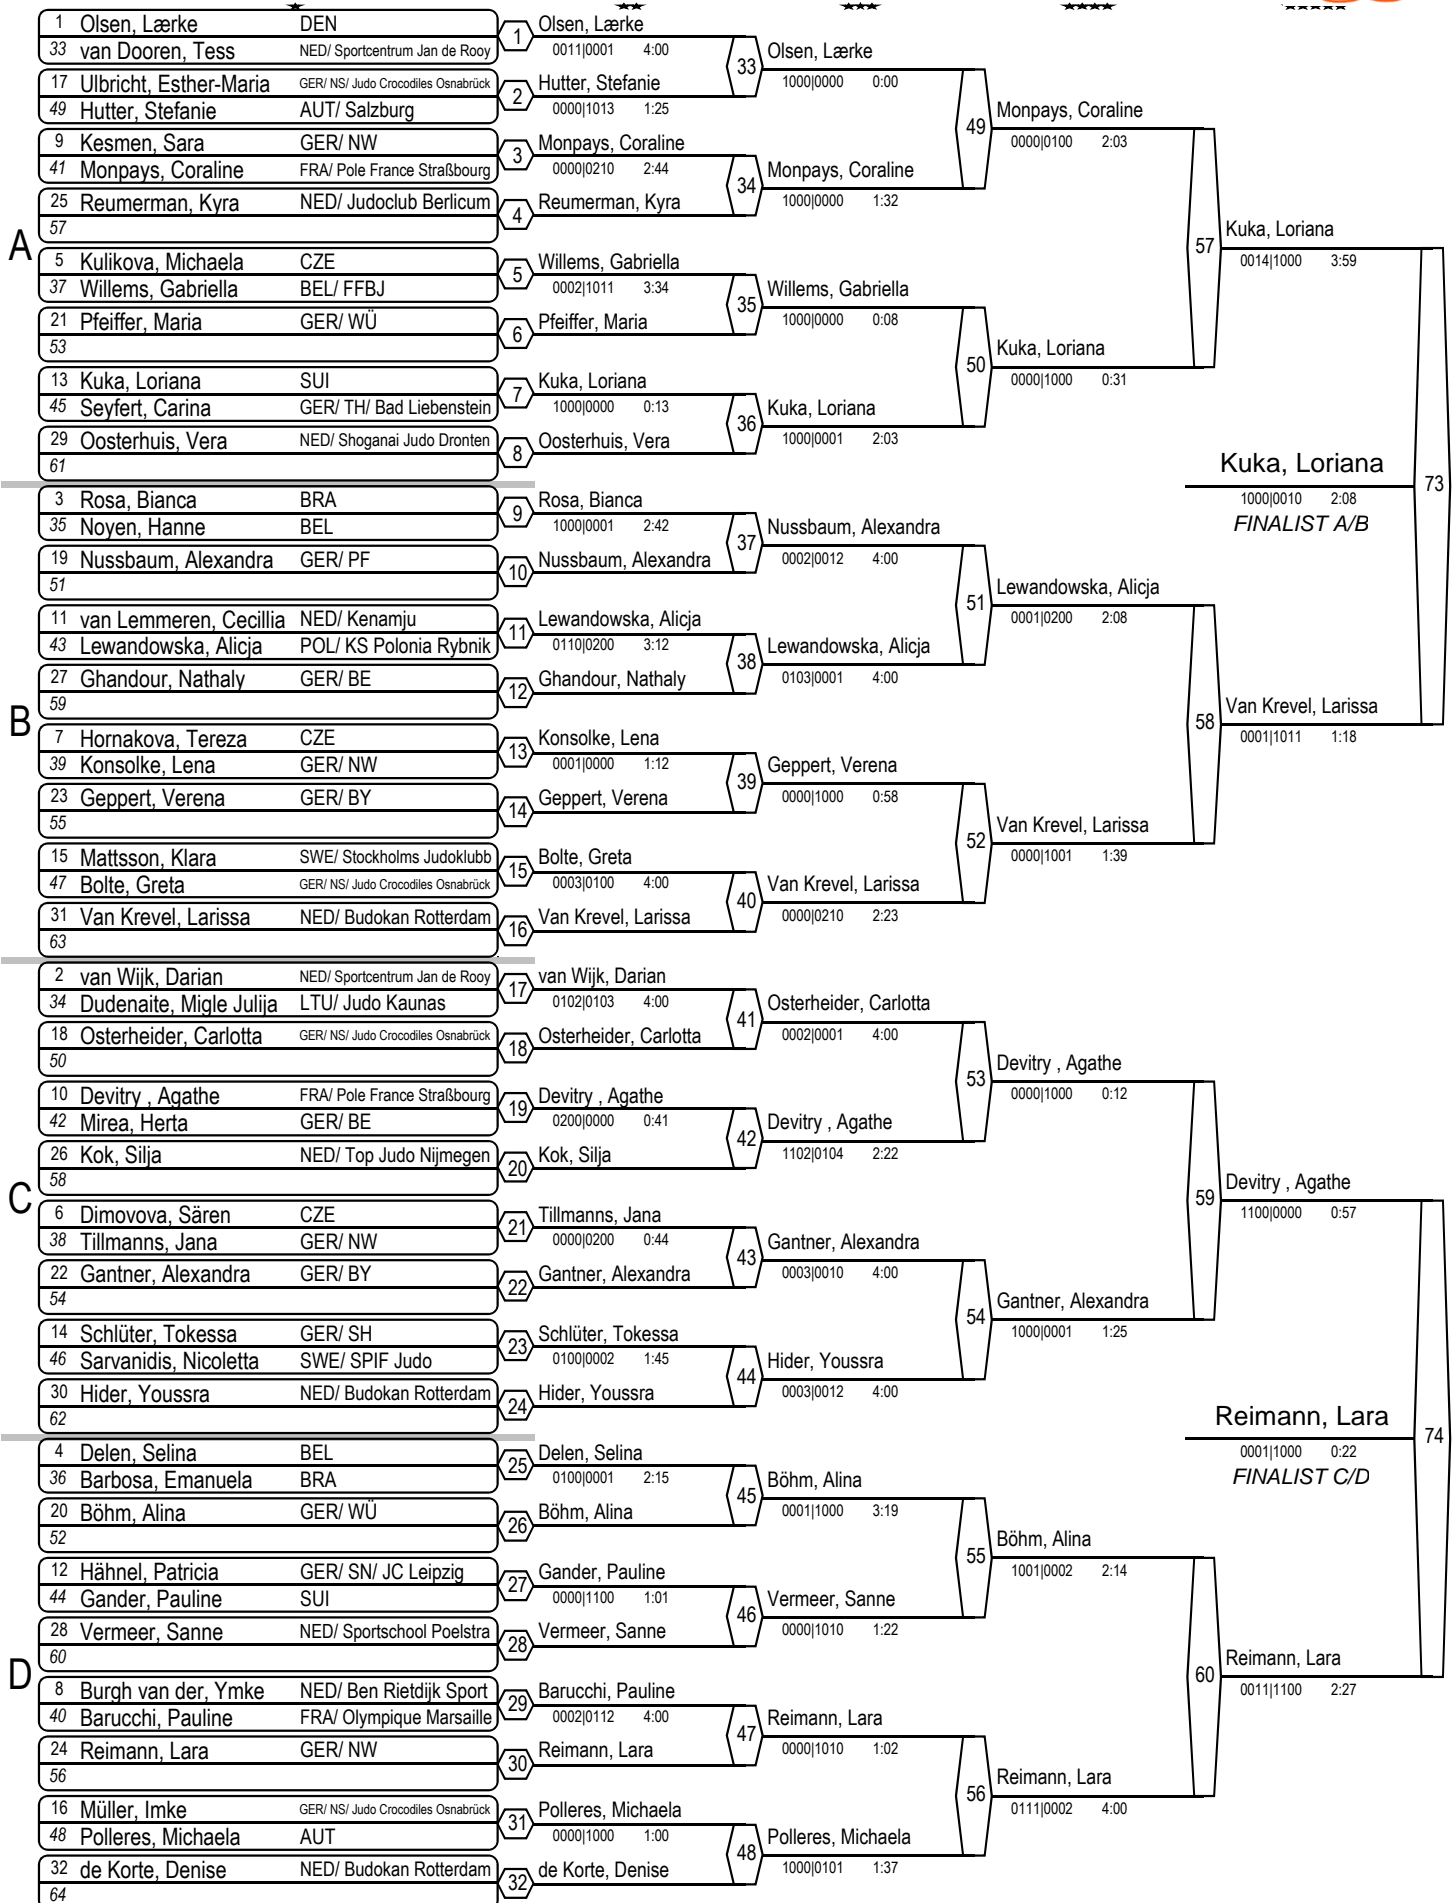 A
1 Olsen, Lærke DEN
33 van Dooren, Tess NED/ Sportcentrum Jan de Rooy
1
17 Ulbricht, Esther-Maria GER/ NS/ Judo Crocodiles Osnabrück
49 Hutter, Stefanie AUT/ Salzburg
2
9 Kesmen, Sara GER/ NW
41 Monpays, Coraline FRA/ Pole France Straßbourg
3
25 Reumerman, Kyra NED/ Judoclub Berlicum
57
4
5 Kulikova, Michaela CZE
37 Willems, Gabriella BEL/ FFBJ
5
21 Pfeiffer, Maria GER/ WÜ
53
6
13 Kuka, Loriana SUI
45 Seyfert, Carina GER/ TH/ Bad Liebenstein
7
29 Oosterhuis, Vera NED/ Shoganai Judo Dronten
61
8
B
3 Rosa, Bianca BRA
35 Noyen, Hanne BEL
9
19 Nussbaum, Alexandra GER/ PF
51
10
11 van Lemmeren, Cecillia NED/ Kenamju
43 Lewandowska, Alicja POL/ KS Polonia Rybnik
11
27 Ghandour, Nathaly GER/ BE
59
12
7 Hornakova, Tereza CZE
39 Konsolke, Lena GER/ NW
13
23 Geppert, Verena GER/ BY
55
14
15 Mattsson, Klara SWE/ Stockholms Judoklubb
47 Bolte, Greta GER/ NS/ Judo Crocodiles Osnabrück
15
31 Van Krevel, Larissa NED/ Budokan Rotterdam
63
16
C
2 van Wijk, Darian NED/ Sportcentrum Jan de Rooy
34 Dudenaite, Migle Julija LTU/ Judo Kaunas
17
18 Osterheider, Carlotta GER/ NS/ Judo Crocodiles Osnabrück
50
18
10 Devitry , Agathe FRA/ Pole France Straßbourg
42 Mirea, Herta GER/ BE
19
26 Kok, Silja NED/ Top Judo Nijmegen
58
20
6 Dimovova, Sären CZE
38 Tillmanns, Jana GER/ NW
21
22 Gantner, Alexandra GER/ BY
54
22
14 Schlüter, Tokessa GER/ SH
46 Sarvanidis, Nicoletta SWE/ SPIF Judo
23
30 Hider, Youssra NED/ Budokan Rotterdam
62
24
D
4 Delen, Selina BEL
36 Barbosa, Emanuela BRA
25
20 Böhm, Alina GER/ WÜ
52
26
12 Hähnel, Patricia GER/ SN/ JC Leipzig
44 Gander, Pauline SUI
27
28 Vermeer, Sanne NED/ Sportschool Poelstra
60
28
8 Burgh van der, Ymke NED/ Ben Rietdijk Sport
40 Barucchi, Pauline FRA/ Olympique Marsaille
29
24 Reimann, Lara GER/ NW
56
30
16 Müller, Imke GER/ NS/ Judo Crocodiles Osnabrück
48 Polleres, Michaela AUT
31
32 de Korte, Denise NED/ Budokan Rotterdam
64
32
Olsen, Lærke
0011|0001 4:00
33
Hutter, Stefanie
0000|1013 1:25
Monpays, Coraline
0000|0210 2:44
34
Reumerman, Kyra
Willems, Gabriella
0002|1011 3:34
35
Pfeiffer, Maria
Kuka, Loriana
1000|0000 0:13
36
Oosterhuis, Vera
Rosa, Bianca
1000|0001 2:42
37
Nussbaum, Alexandra
Lewandowska, Alicja
0110|0200 3:12
38
Ghandour, Nathaly
Konsolke, Lena
0001|0000 1:12
39
Geppert, Verena
Bolte, Greta
0003|0100 4:00
40
Van Krevel, Larissa
van Wijk, Darian
0102|0103 4:00
41
Osterheider, Carlotta
Devitry , Agathe
0200|0000 0:41
42
Kok, Silja
Tillmanns, Jana
0000|0200 0:44
43
Gantner, Alexandra
Schlüter, Tokessa
0100|0002 1:45
44
Hider, Youssra
Delen, Selina
0100|0001 2:15
45
Böhm, Alina
Gander, Pauline
0000|1100 1:01
46
Vermeer, Sanne
Barucchi, Pauline
0002|0112 4:00
47
Reimann, Lara
Polleres, Michaela
0000|1000 1:00
48
de Korte, Denise
Olsen, Lærke
1000|0000 0:00
49
Monpays, Coraline
1000|0000 1:32
Willems, Gabriella
1000|0000 0:08
50
Kuka, Loriana
1000|0001 2:03
Nussbaum, Alexandra
0002|0012 4:00
51
Lewandowska, Alicja
0103|0001 4:00
Geppert, Verena
0000|1000 0:58
52
Van Krevel, Larissa
0000|0210 2:23
Osterheider, Carlotta
0002|0001 4:00
53
Devitry , Agathe
1102|0104 2:22
Gantner, Alexandra
0003|0010 4:00
54
Hider, Youssra
0003|0012 4:00
Böhm, Alina
0001|1000 3:19
55
Vermeer, Sanne
0000|1010 1:22
Reimann, Lara
0000|1010 1:02
56
Polleres, Michaela
1000|0101 1:37
Monpays, Coraline
0000|0100 2:03
57
Kuka, Loriana
0000|1000 0:31
Lewandowska, Alicja
0001|0200 2:08
58
Van Krevel, Larissa
0000|1001 1:39
Devitry , Agathe
0000|1000 0:12
59
Gantner, Alexandra
1000|0001 1:25
Böhm, Alina
1001|0002 2:14
60
Reimann, Lara
0111|0002 4:00
Kuka, Loriana
0014|1000 3:59
Kuka, Loriana
73
1000|0010 2:08
FINALIST A/B
Van Krevel, Larissa
0001|1011 1:18
Devitry , Agathe
1100|0000 0:57
Reimann, Lara
74
0001|1000 0:22
FINALIST C/D
Reimann, Lara
0011|1100 2:27